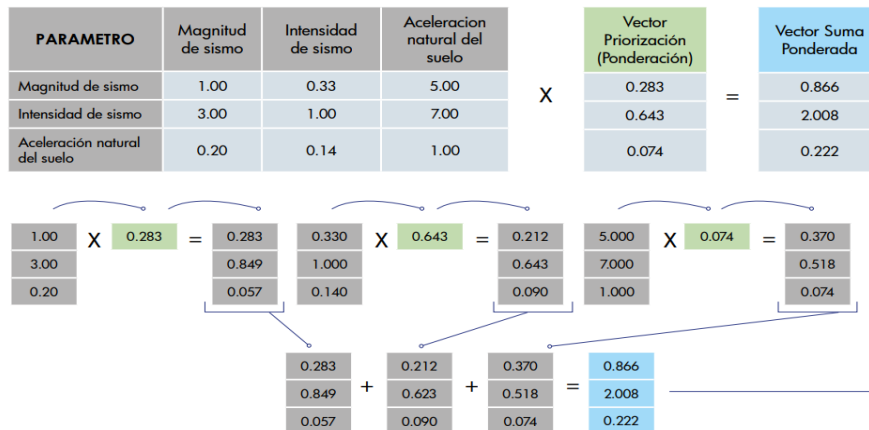 PARAMETRO Magnitud de sismo Intensidad de sismo Aceleracion natural del suelo
Magnitud de sismo 1.00 0.33 5.00
Intensidad de sismo 3.00 1.00 7.00
Aceleración natural del suelo 0.20 0.14 1.00
X
Vector
Priorización
(Ponderación)
0.283
0.643
0.074
=
Vector Suma
Ponderada
0.866
2.008
0.222
1.00 X 0.283 = 0.283 0.330 X 0.643 = 0.212 5.000 X 0.074 = 0.370
3.00 0.849 1.000 0.643 7.000 0.518
0.20 0.057 0.140 0.090 1.000 0.074
0.283 0.212 0.370 0.866
0.849 + 0.623 + 0.518 = 2.008
0.057 0.090 0.074 0.222